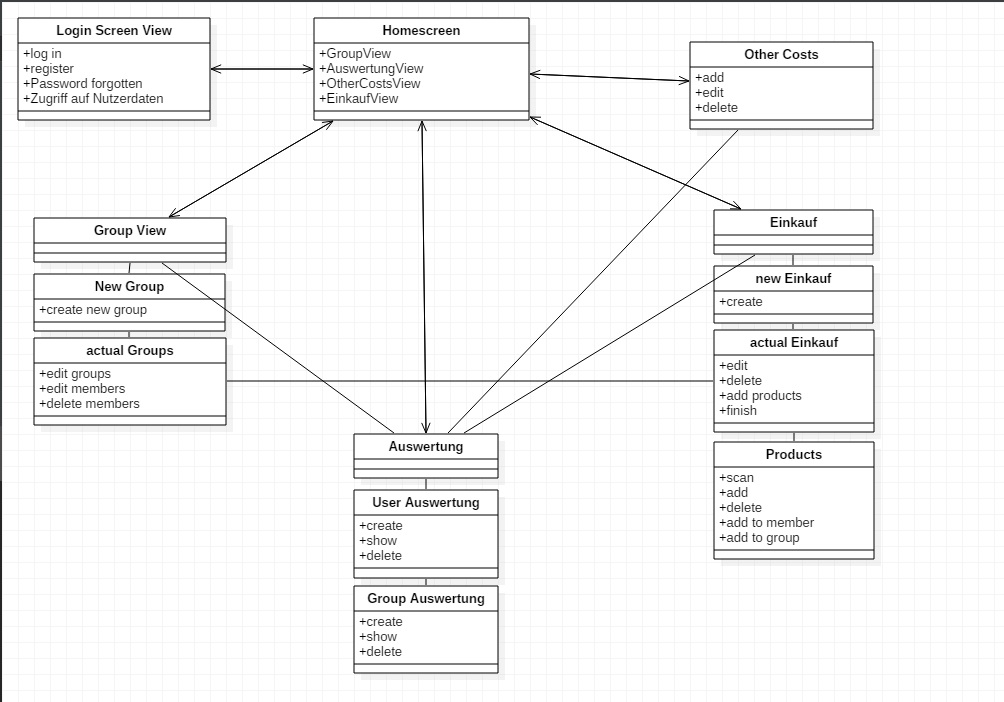 Login Screen View
+log in
+register
+Password forgotten
+Zugriff auf Nutzerdaten
Homescreen
+GroupView
+AuswertungView
+OtherCostsView
+EinkaufView
Other Costs
+add
+edit
+delete
Group View
New Group
+create new group
actual Groups
+edit groups
+edit members
+delete members
Einkauf
new Einkauf
+create
actual Einkauf
+edit
+delete
+add products
+finish
Products
+scan
+add
+delete
+add to member
+add to group
Auswertung
User Auswertung
+create
+show
+delete
Group Auswertung
+create
+show
+delete